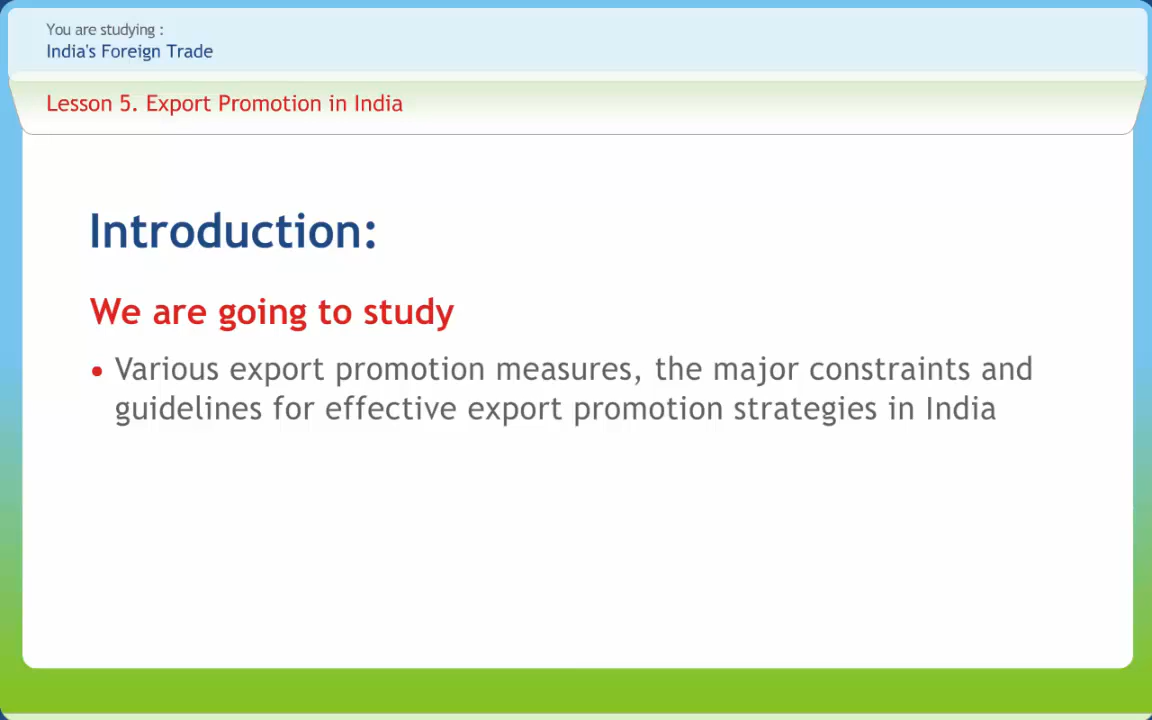 You are studying :
India's Foreign Trade
Lesson 5. Export Promotion in India
Introduction:
We are going to study
• Various export promotion measures, the major constraints and
guidelines for effective export promotion strategies in India